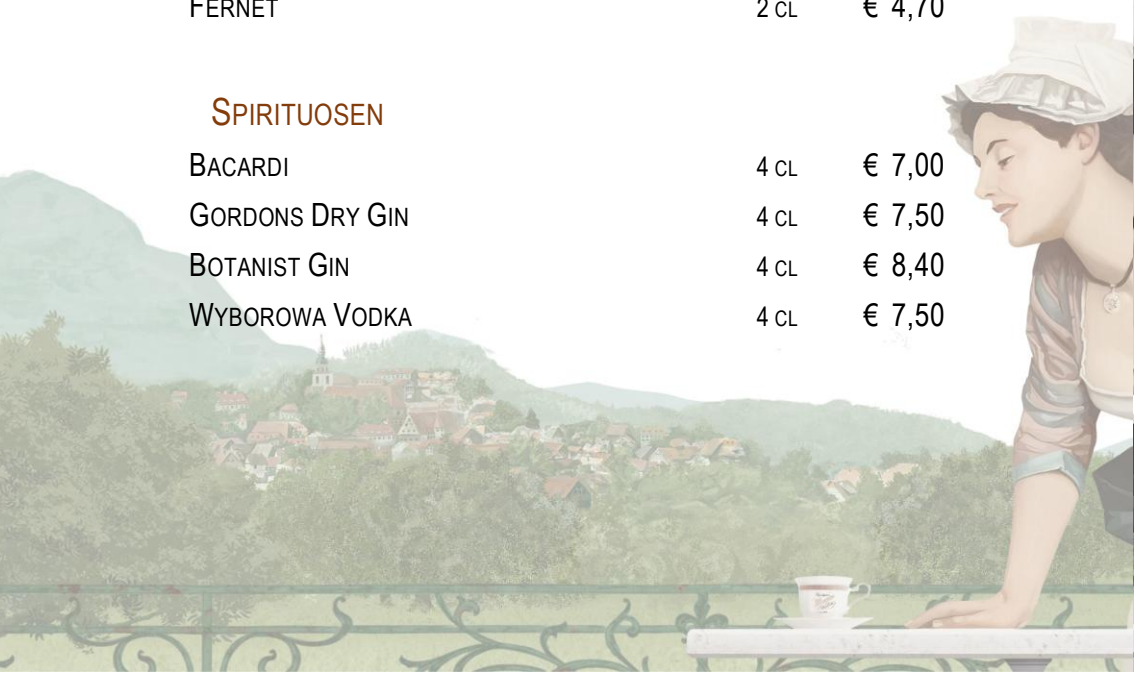 FERNET 2 CL € 4,70
SPIRITUOSEN
BACARDI 4 CL € 7,00
GORDONS DRY GIN 4 CL € 7,50
BOTANIST GIN 4 CL € 8,40
WYBOROWA VODKA 4 CL € 7,50